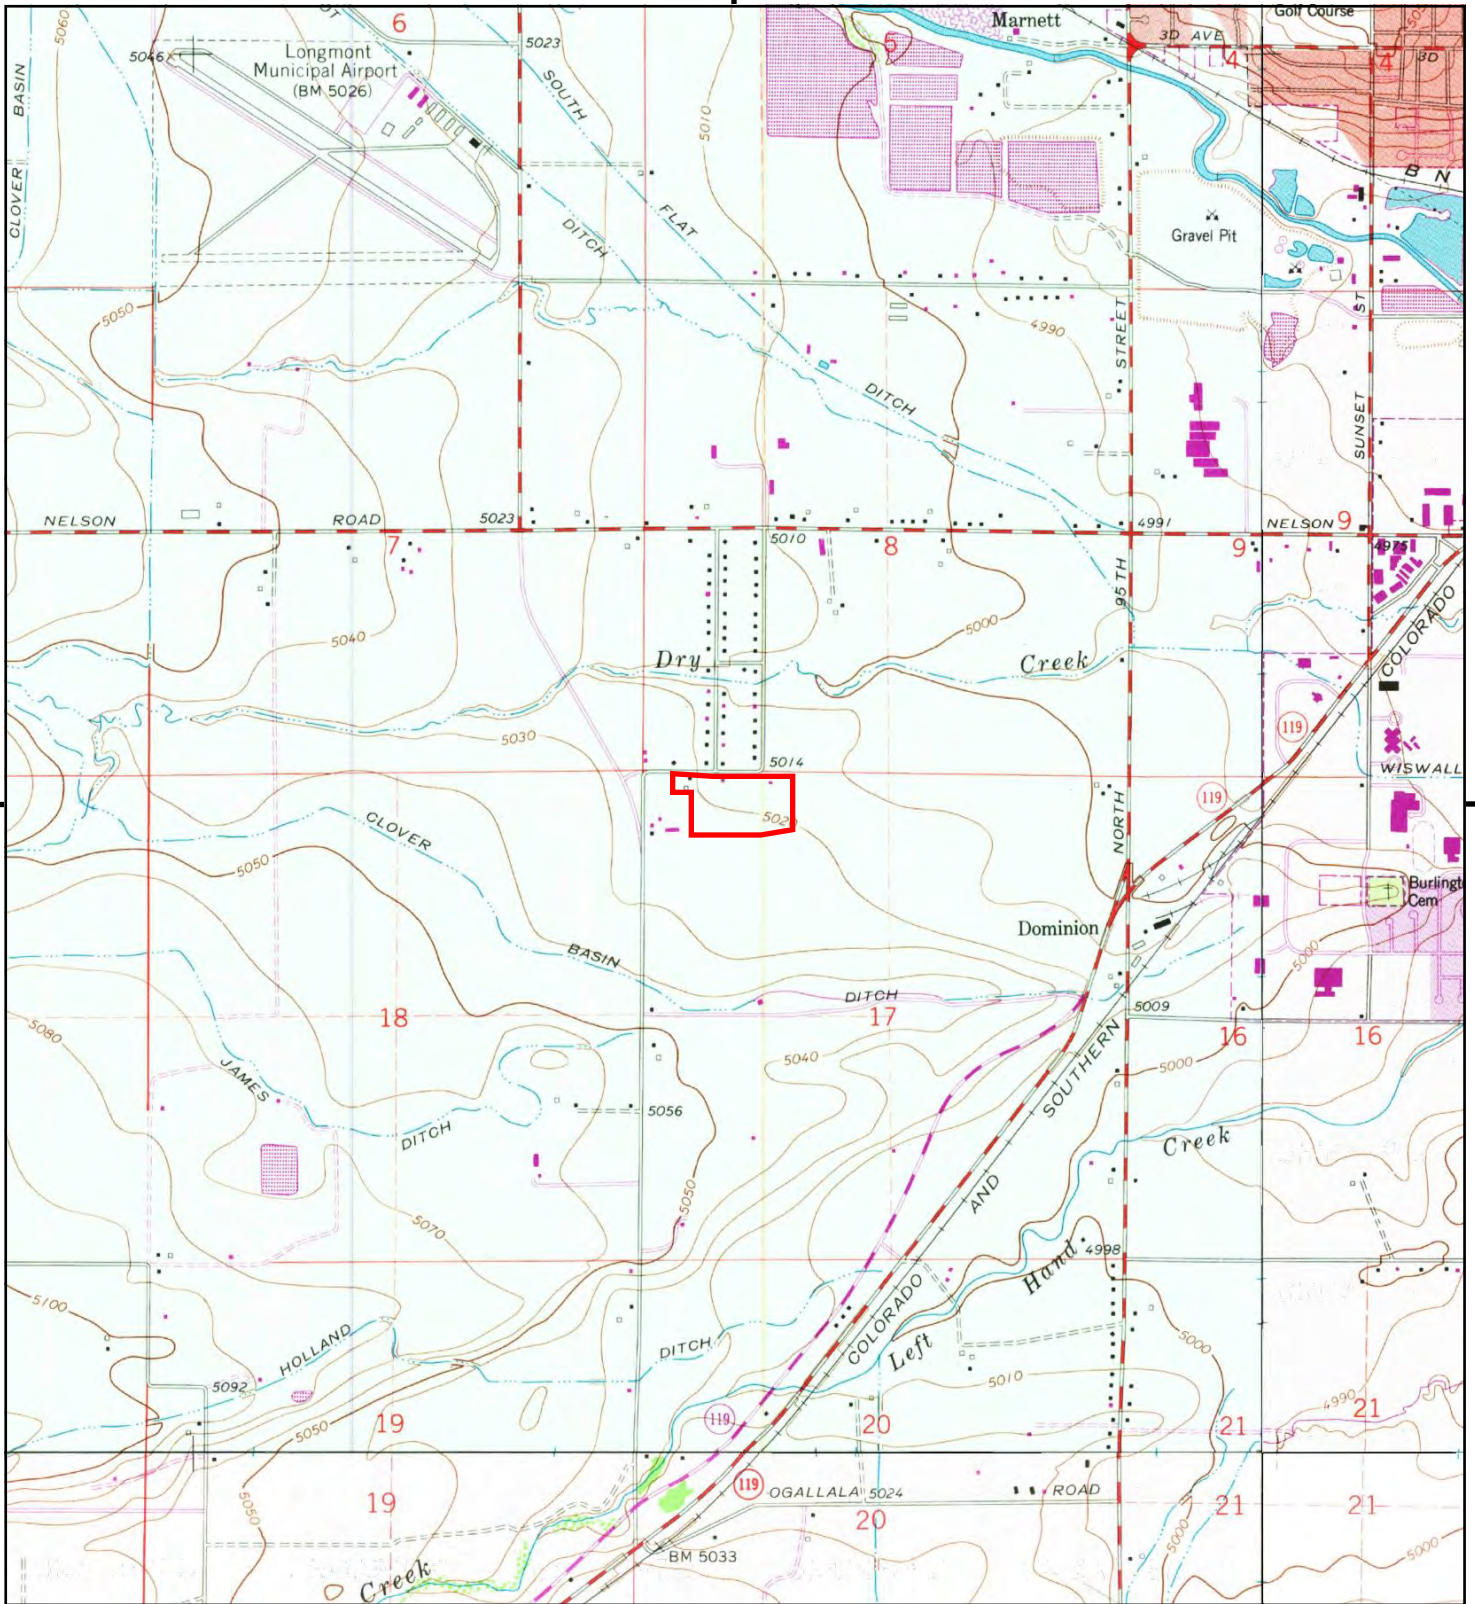 6
5023
5060
OT
Marnett
Golf Course
3D AVE
4
4
3D
5
5046
Longmont
Municipal Airport
(BM 5026)
BASIN
CLOVER
SOUTH
FLAT
DITCH
5010
B N
Gravel Pit
5050
4990
STREET
ST
SUNSET
DITCH
NELSON
ROAD
5023
7
5010
8
4991
9
NELSON
9
4975
95TH
COLORADO
5040
5000
Dry
Creek
119
5030
5014
WISWALL
119
NORTH
CLOVER
5050
Burlingt
Cem
Dominion
BASIN
5000
DITCH
18
17
5009
16
16
5080
JAMES
5040
SOUTHERN
5000
5056
DITCH
Creek
AND
5050
5070
Hand
4998
5100
HOLLAND
DITCH
COLORADO
Left
5000
5092
5010
4990
19
119
20
21
21
5050
119
OGALLALA 5024
ROAD
19
20
21
21
5050
5000
BM 5033
5000
Creek